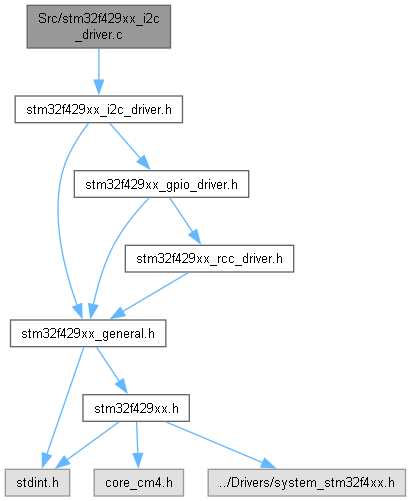 Src/stm32f429xx_i2c
_driver.c
stm32f429xx_i2c_driver.h
stm32f429xx_gpio_driver.h
stm32f429xx_rcc_driver.h
stm32f429xx_general.h
stm32f429xx.h
stdint.h
core_cm4.h
../Drivers/system_stm32f4xx.h